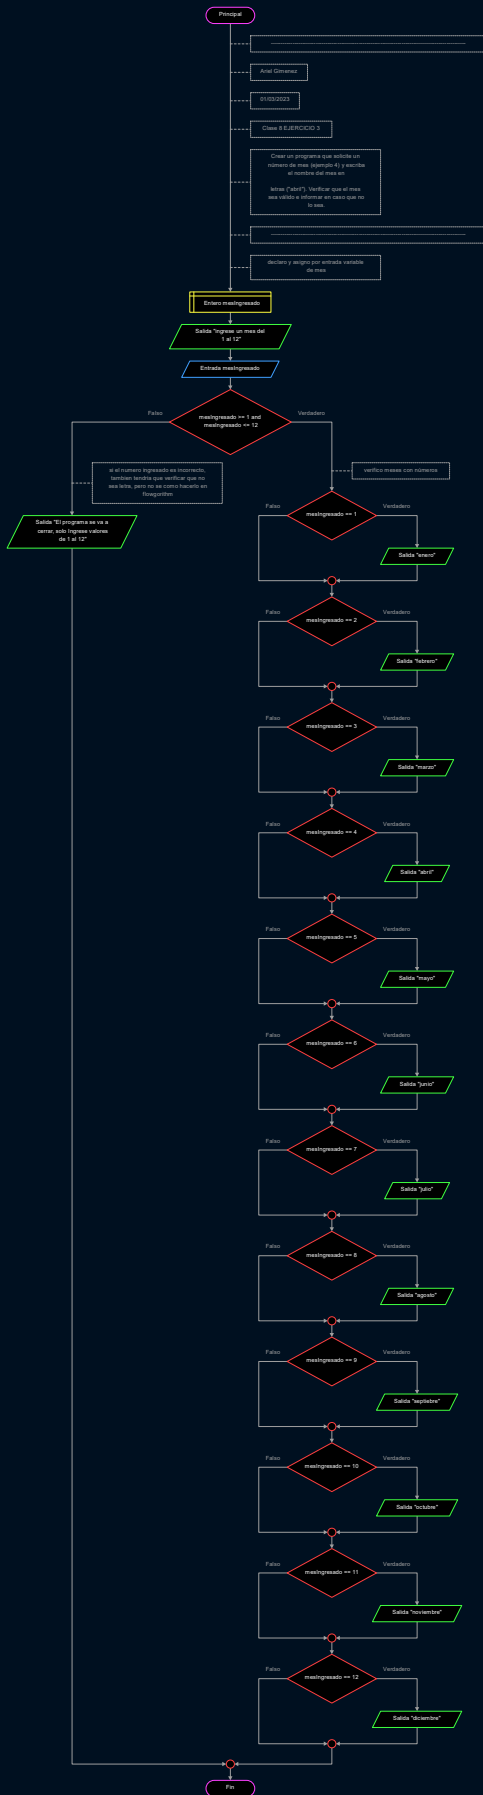 Principal
Ariel Gimenez
01/03/2023
Clase 8 EJERCICIO 3
Crear un programa que solicite un
número de mes (ejemplo 4) y escriba
el nombre del mes en
letras ("abril"). Verificar que el mes
sea válido e informar en caso que no
lo sea.
declaro y asigno por entrada variable
de mes
Entero mesIngresado
Salida "ingrese un mes del
1 al 12"
Entrada mesIngresado
Falso
mesIngresado >= 1 and
mesIngresado <= 12
Verdadero
si el numero ingresado es incorrecto,
tambien tendria que verificar que no
sea letra, pero no se como hacerlo en
flowgorithm
verifico meses con números
Salida "El programa se va a
cerrar, solo ingrese valores
de 1 al 12"
Falso
mesIngresado == 1
Verdadero
Salida "enero"
Falso
mesIngresado == 2
Verdadero
Salida "febrero"
Falso
mesIngresado == 3
Verdadero
Salida "marzo"
Falso
mesIngresado == 4
Verdadero
Salida "abril"
Falso
mesIngresado == 5
Verdadero
Salida "mayo"
Falso
mesIngresado == 6
Verdadero
Salida "junio"
Falso
mesIngresado == 7
Verdadero
Salida "julio"
Falso
mesIngresado == 8
Verdadero
Salida "agosto"
Falso
mesIngresado == 9
Verdadero
Salida "septiebre"
Falso
mesIngresado == 10
Verdadero
Salida "octubre"
Falso
mesIngresado == 11
Verdadero
Salida "noviembre"
Falso
mesIngresado == 12
Verdadero
Salida "diciembre"
Fin